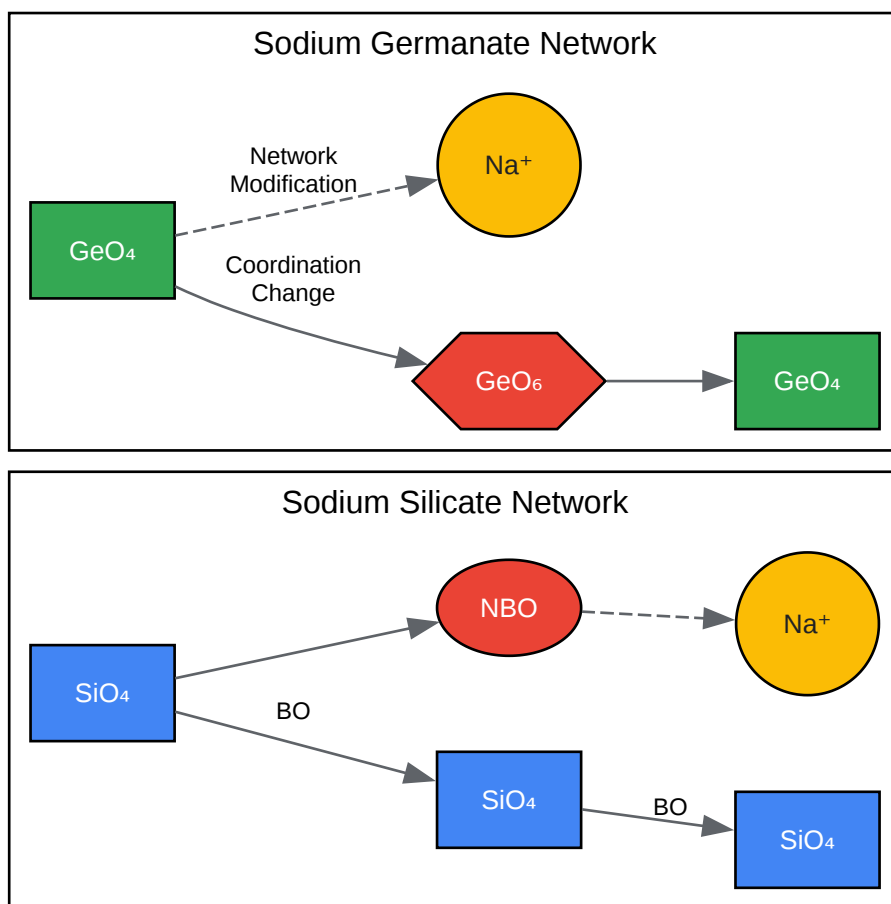 Sodium Germanate Network
Network
Modification
Na⁺
GeO₄
Coordination
Change
GeO₆
GeO₄
Sodium Silicate Network
NBO
Na⁺
SiO₄
BO
SiO₄
BO
SiO₄